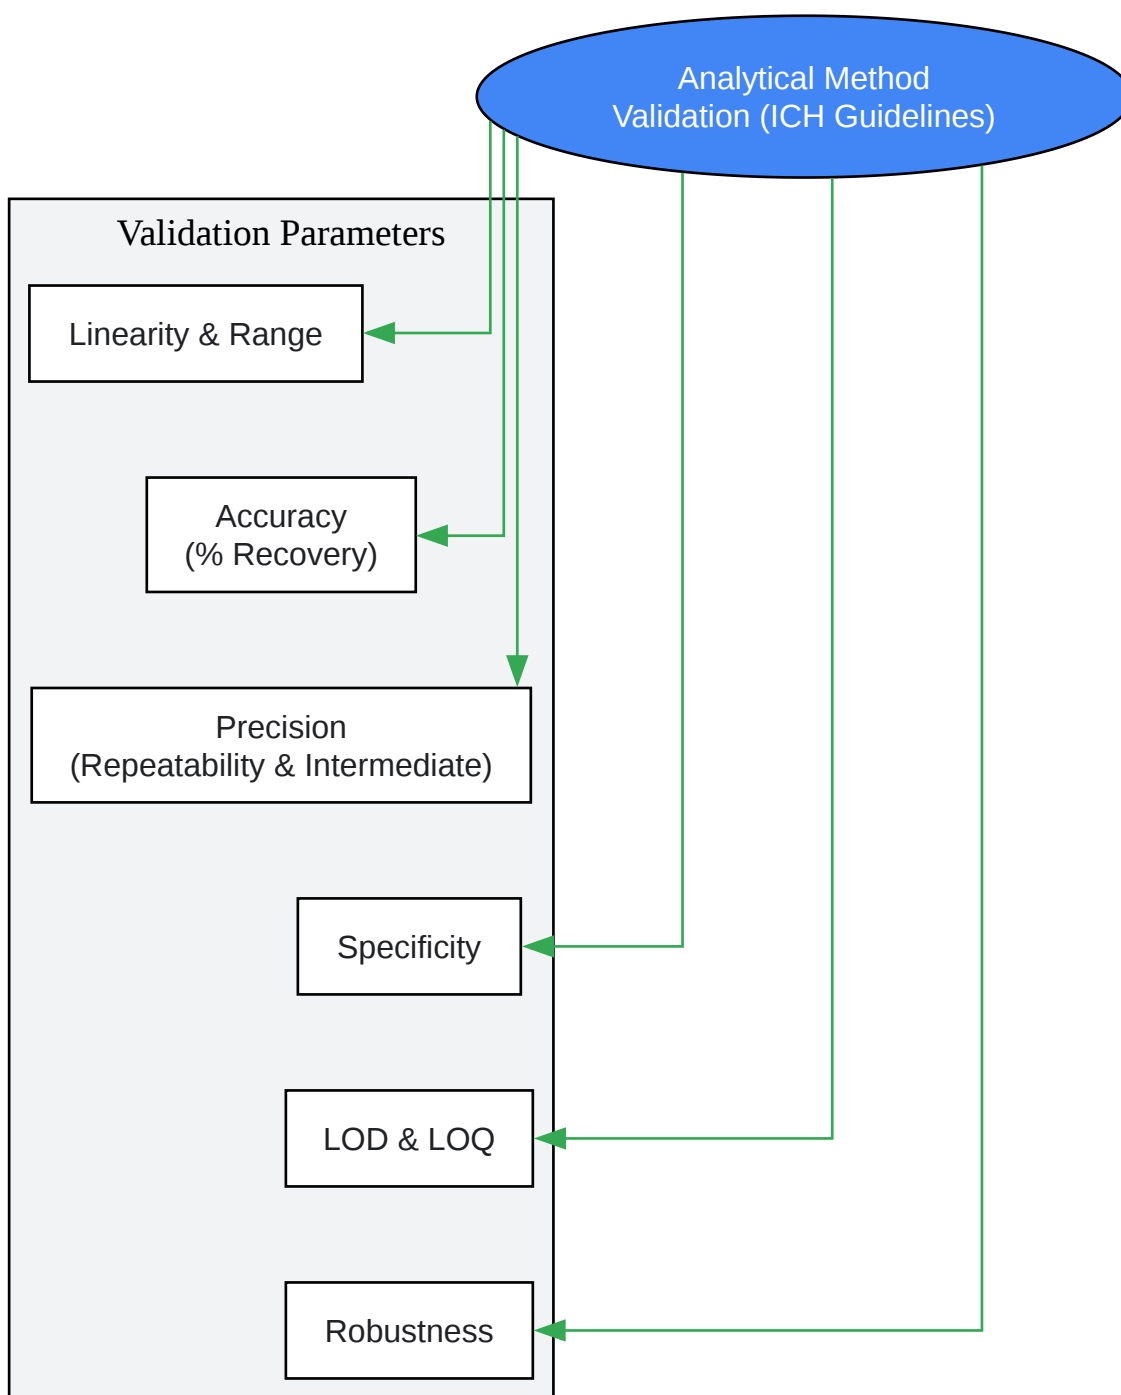 Analytical Method
Validation (ICH Guidelines)
Validation Parameters
Linearity & Range
Accuracy
(% Recovery)
Precision
(Repeatability & Intermediate)
Specificity
LOD & LOQ
Robustness